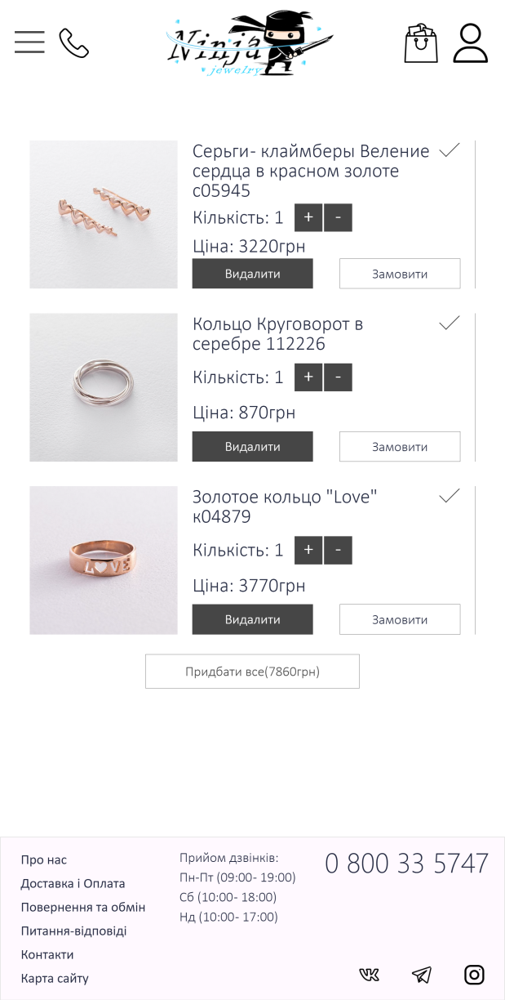 Ninja
jewelry
Серьги- клаймберы Веление
сердца в красном золоте
с05945
Кількість: 1 + -
Ціна: 3220грн
Видалити Замовити
Кольцо Круговорот в
серебре 112226
Кількість: 1 + -
Ціна: 870грн
Видалити Замовити
LOVE
Золотое кольцо "Love"
к04879
Кількість: 1 + -
Ціна: 3770грн
Видалити Замовити
Придбати все(7860грн)
Про нас
Доставка і Оплата
Повернення та обмін
Питання-відповіді
Контакти
Карта сайту
Прийом дзвінків:
Пн-Пт (09:00- 19:00)
Сб (10:00- 18:00)
Нд (10:00- 17:00)
0 800 33 5747